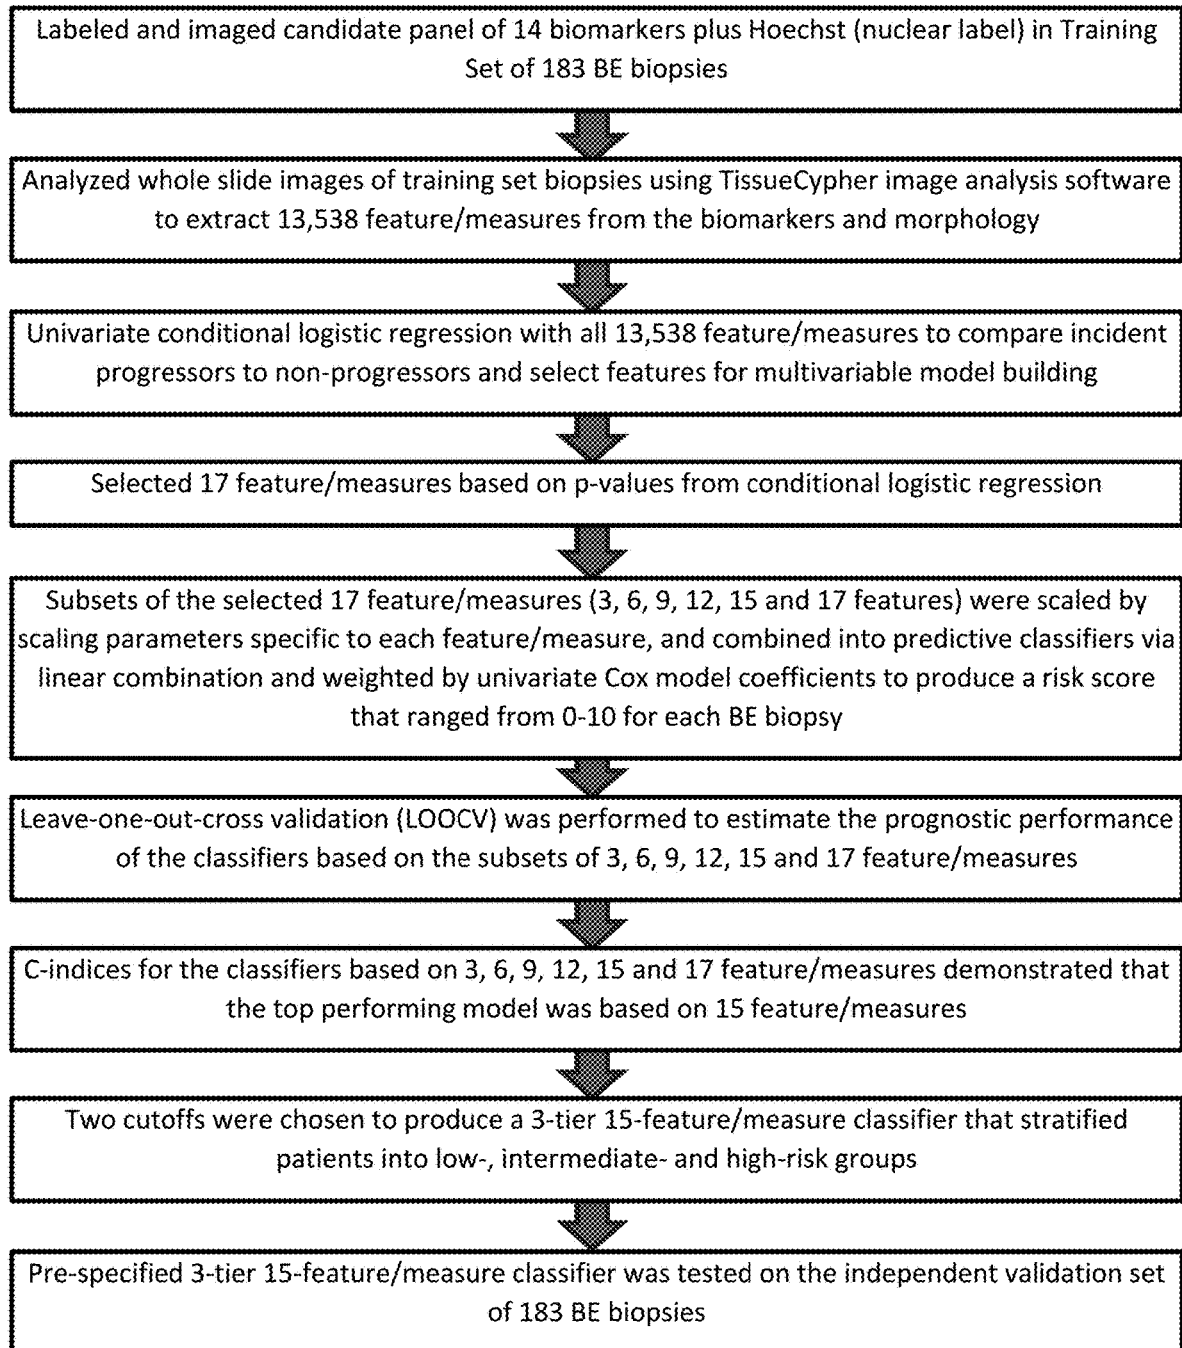 Labeled and imaged candidate panel of 14 biomarkers plus Hoechst (nuclear label) in Training
Set of 183 BE biopsies
Analyzed whole slide images of training set biopsies using TissueCypher image analysis software
to extract 13,538 feature/measures from the biomarkers and morphology
Univariate conditional logistic regression with all 13,538 feature/measures to compare incident
progressors to non-progressors and select features for multivariable model building
Selected 17 feature/measures based on p-values from conditional logistic regression
Subsets of the selected 17 feature/measures (3, 6, 9, 12, 15 and 17 features) were scaled by
scaling parameters specific to each feature/measure, and combined into predictive classifiers via
linear combination and weighted by univariate Cox model coefficients to produce a risk score
that ranged from 0-10 for each BE biopsy
Leave-one-out-cross validation (LOOCV) was performed to estimate the prognostic performance
of the classifiers based on the subsets of 3, 6, 9, 12, 15 and 17 feature/measures
C-indices for the classifiers based on 3, 6, 9, 12, 15 and 17 feature/measures demonstrated that
the top performing model was based on 15 feature/measures
Two cutoffs were chosen to produce a 3-tier 15-feature/measure classifier that stratified
patients into low-, intermediate- and high-risk groups
Pre-specified 3-tier 15-feature/measure classifier was tested on the independent validation set
of 183 BE biopsies